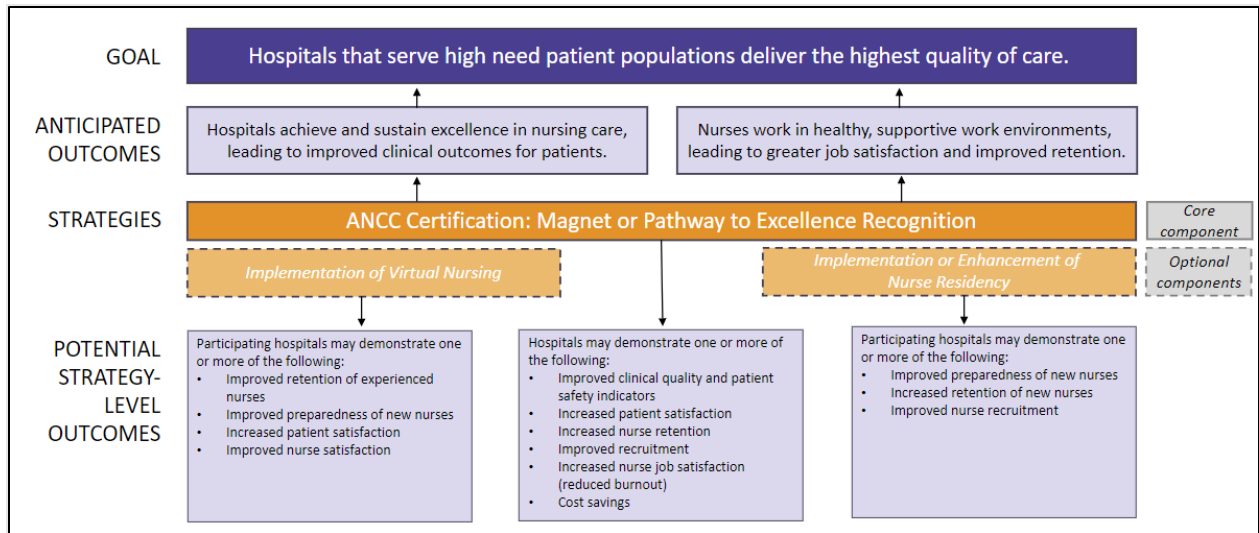 GOAL
Hospitals that serve high need patient populations deliver the highest quality of care.
ANTICIPATED
OUTCOMES
Hospitals achieve and sustain excellence in nursing care,
leading to improved clinical outcomes for patients.
Nurses work in healthy, supportive work environments,
leading to greater job satisfaction and improved retention.
STRATEGIES
ANCC Certification: Magnet or Pathway to Excellence Recognition
Core
component
Implementation of Virtual Nursing
Implementation or Enhancement of
Nurse Residency
Optional
components
POTENTIAL
STRATEGY-
LEVEL
OUTCOMES
Participating hospitals may demonstrate one
or more of the following:
• Improved retention of experienced
nurses
• Improved preparedness of new nurses
• Increased patient satisfaction
• Improved nurse satisfaction
Hospitals may demonstrate one or more of
the following:
• Improved clinical quality and patient
safety indicators
• Increased patient satisfaction
• Increased nurse retention
• Improved recruitment
• Increased nurse job satisfaction
(reduced burnout)
• Cost savings
Participating hospitals may demonstrate one
or more of the following:
• Improved preparedness of new nurses
• Increased retention of new nurses
• Improved nurse recruitment